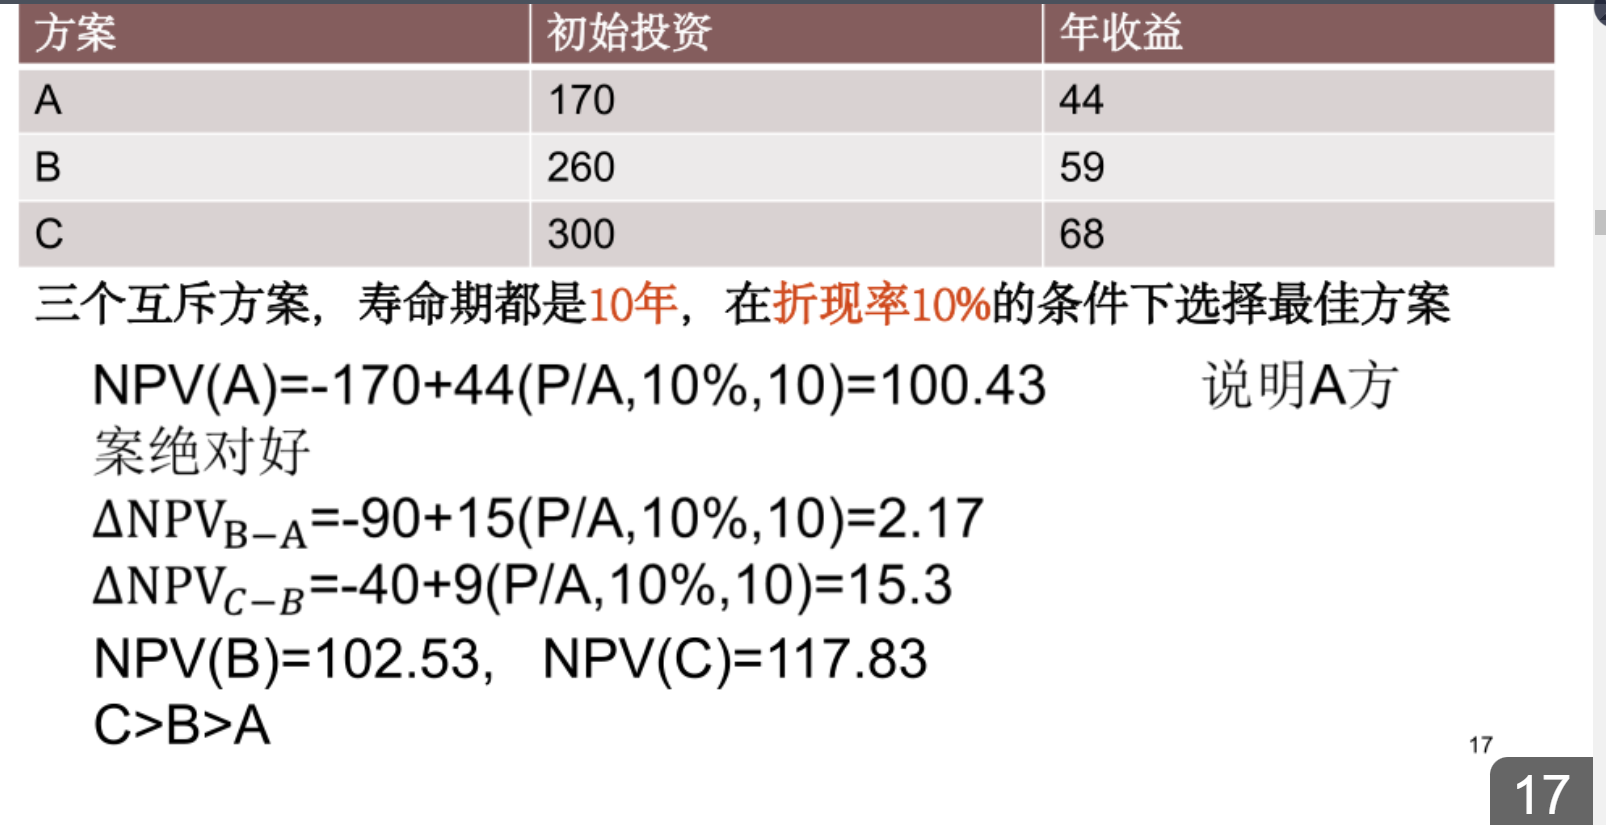 方案 初始投资 年收益
A 170 44
B 260 59
C 300 68
三个互斥方案，寿命期都是10年，在折现率10%的条件下选择最佳方案
NPV(A)=-170+44(P/A,10%,10)=100.43 说明A方
案绝对好
ΔNPV_B−A=-90+15(P/A,10%,10)=2.17
ΔNPV_C−B=-40+9(P/A,10%,10)=15.3
NPV(B)=102.53, NPV(C)=117.83
C>B>A
17
17